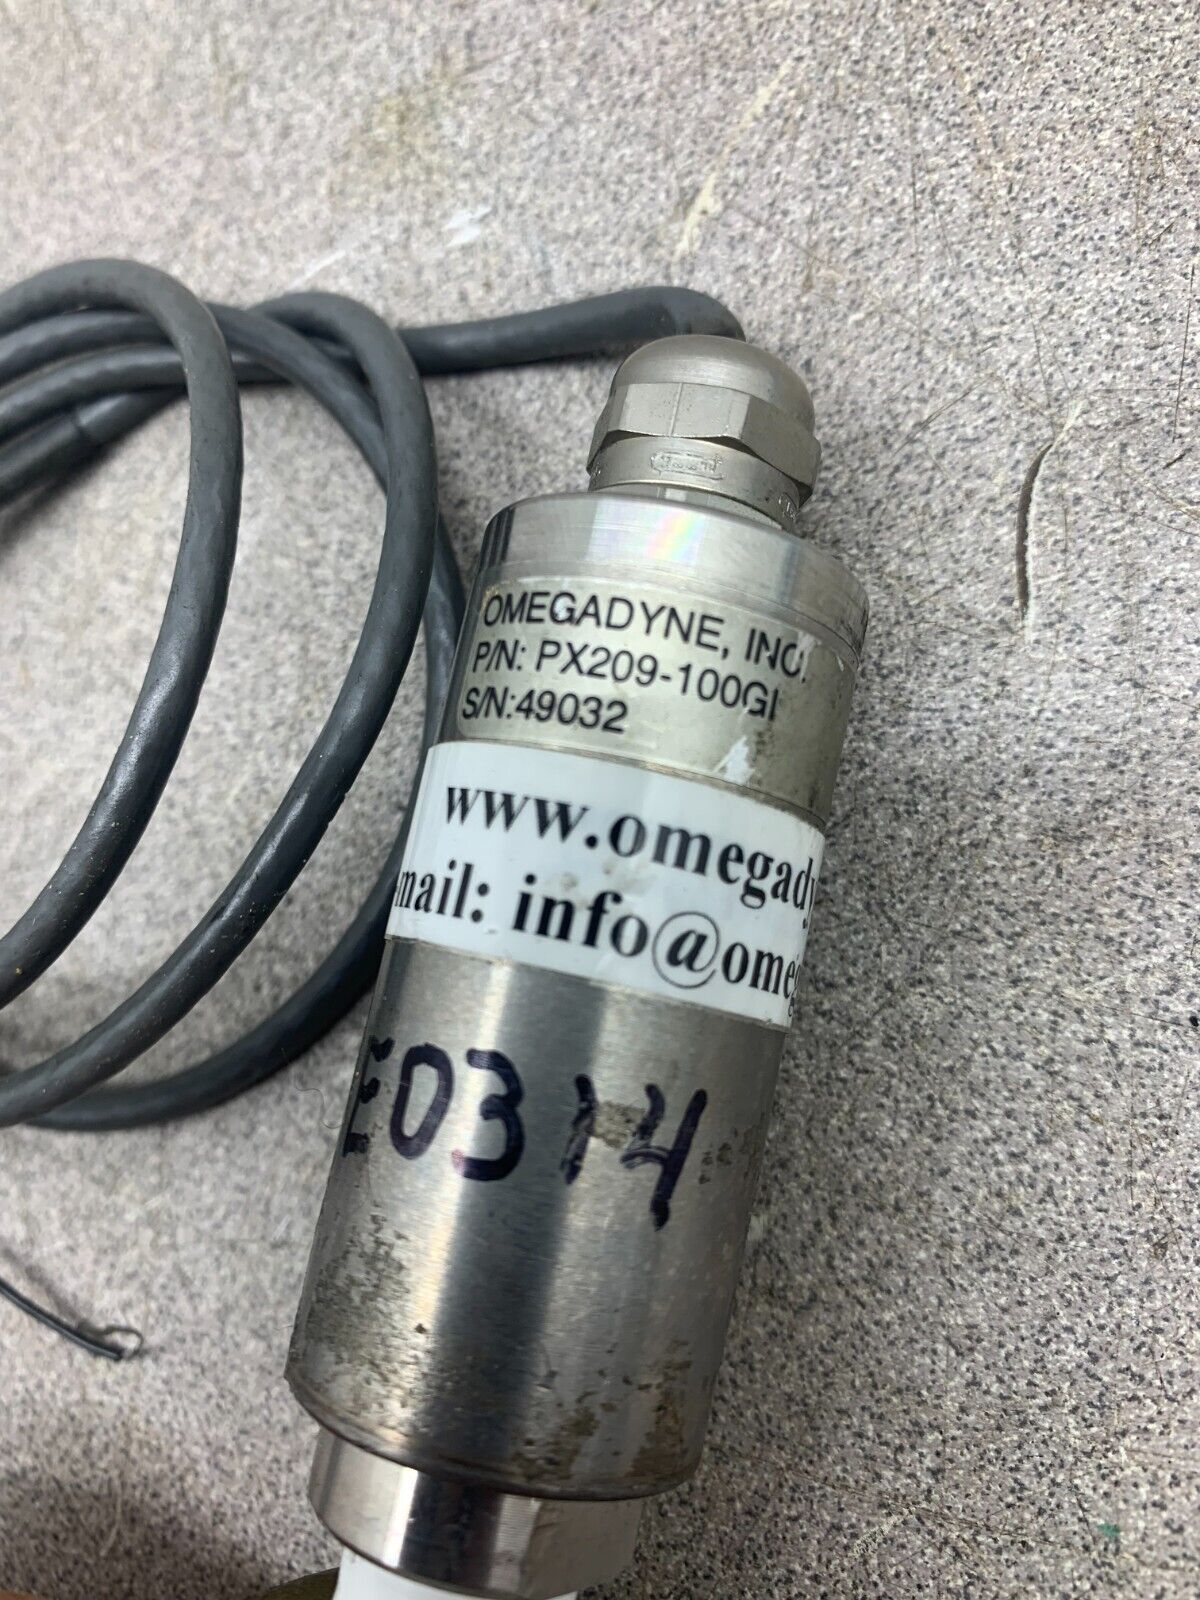 OMEGADYNE, INC.
P/N: PX209-100GI
S/N:49032
www.omegady
mail: info@omeg
E0314